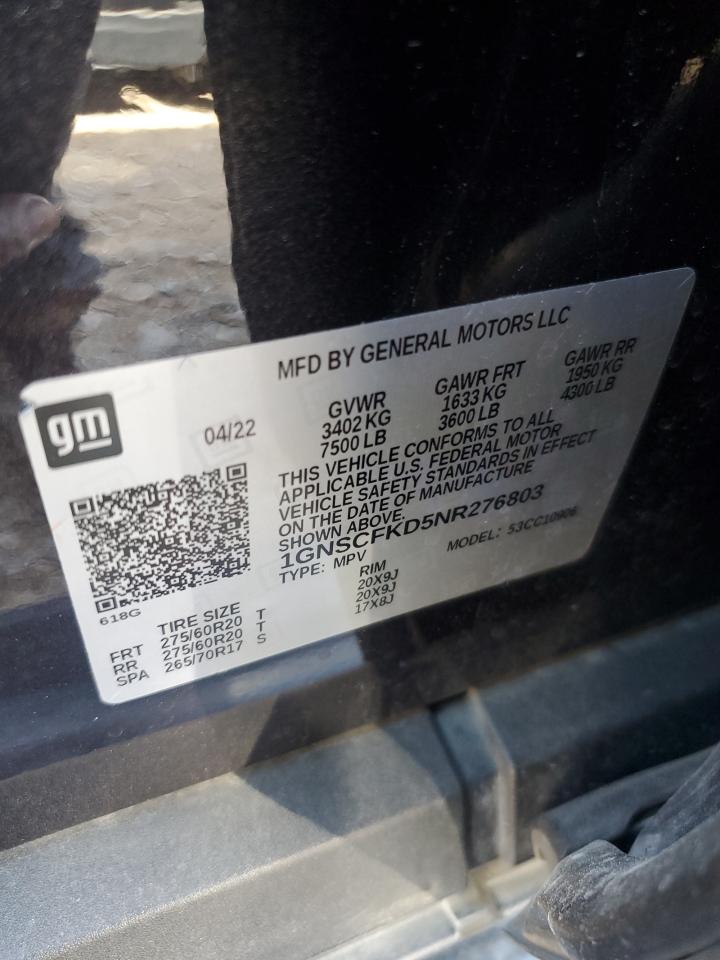 MFD BY GENERAL MOTORS LLC
gm
04/22
GVWR
3402 KG
7500 LB
GAWR FRT
1633 KG
3600 LB
GAWR RR
1950 KG
4300 LB
THIS VEHICLE CONFORMS TO ALL
APPLICABLE U.S. FEDERAL MOTOR
VEHICLE SAFETY STANDARDS IN EFFECT
ON THE DATE OF MANUFACTURE
SHOWN ABOVE.
1GNSCFKD5NR276803
TYPE: MPV
MODEL: 53CC10906
618G
TIRE SIZE RIM
FRT 275/60R20 T 20X9J
RR 275/60R20 T 20X9J
SPA 265/70R17 S 17X8J